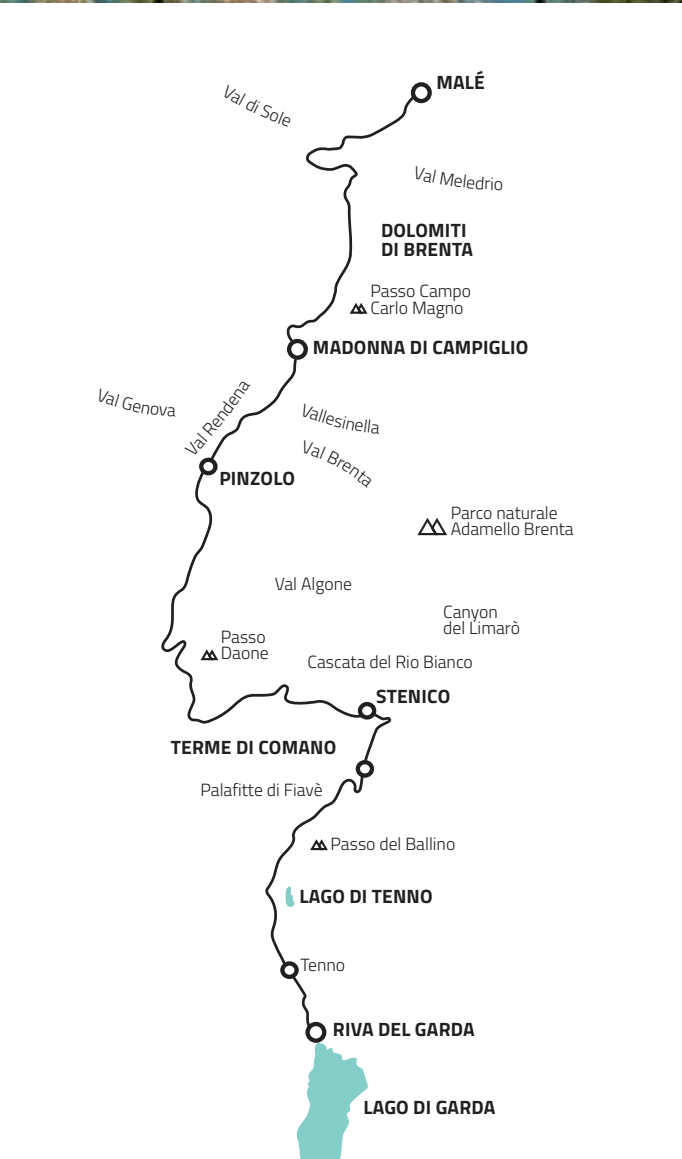 MALÉ
Val di Sole
Val Meledrio
DOLOMITI
DI BRENTA
Passo Campo
Carlo Magno
MADONNA DI CAMPIGLIO
Val Genova
Val Rendena
Vallesinella
Val Brenta
PINZOLO
Parco naturale
Adamello Brenta
Val Algone
Canyon
del Limarò
Passo
Daone
Cascata del Rio Bianco
STENICO
TERME DI COMANO
Palafitte di Fiavè
Passo del Ballino
LAGO DI TENNO
Tenno
RIVA DEL GARDA
LAGO DI GARDA